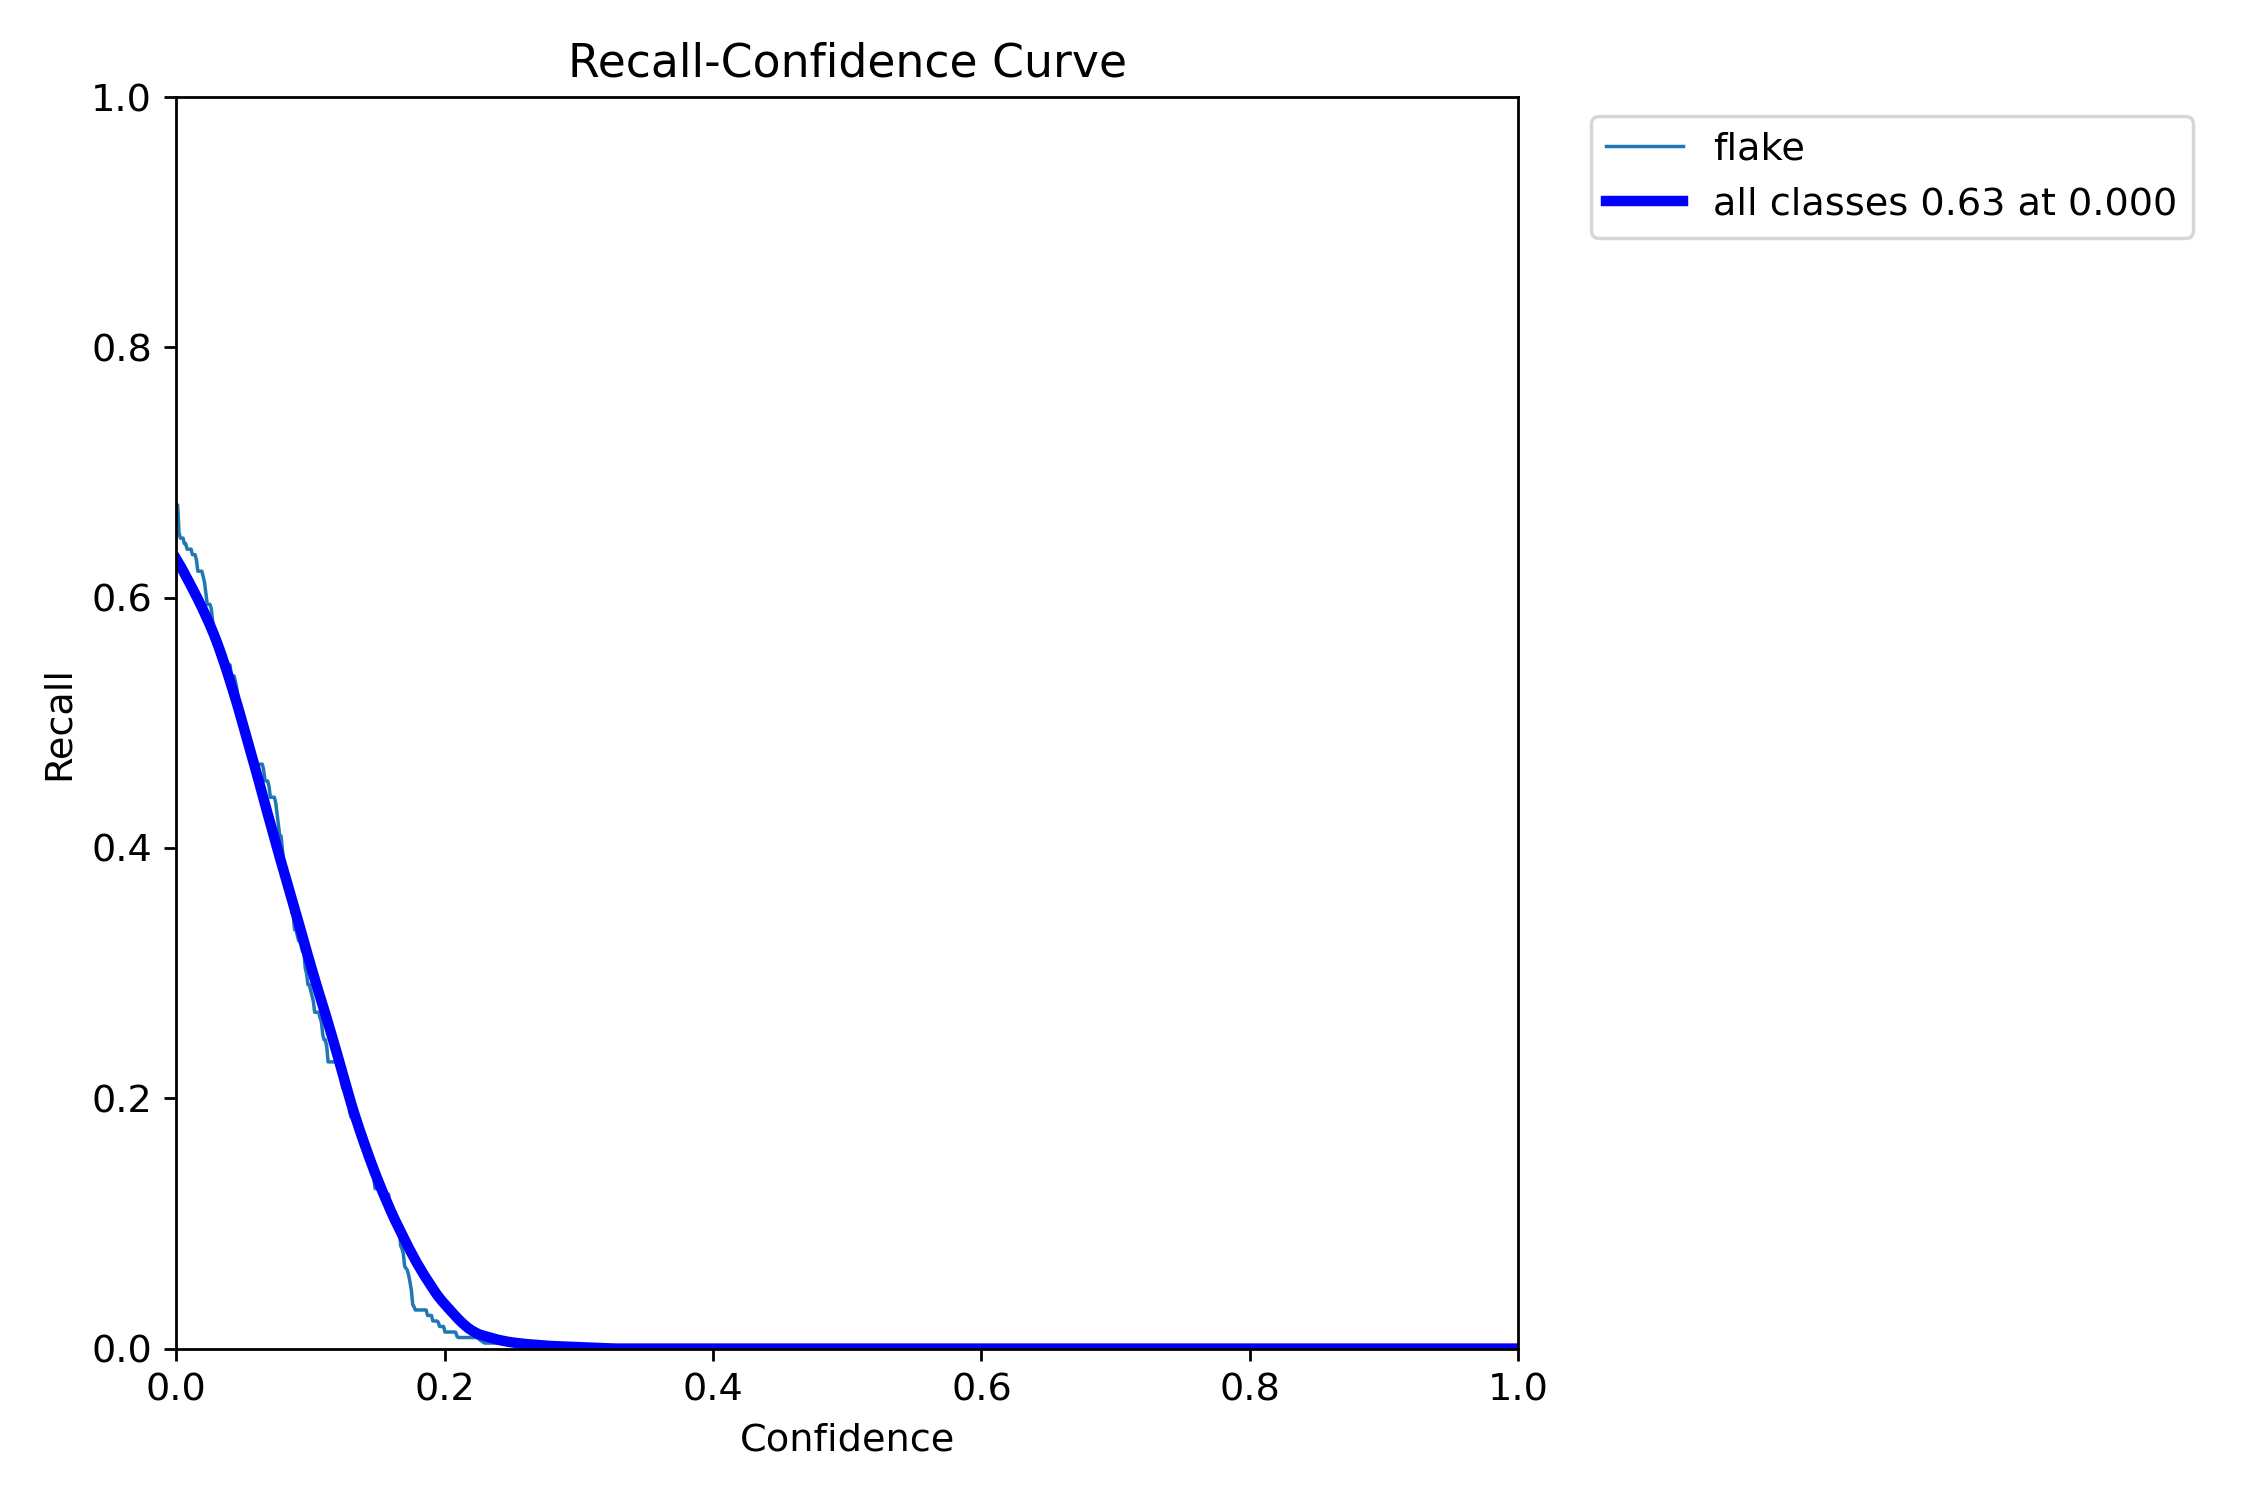 Recall-Confidence Curve
1.0
0.8
0.6
0.4
0.2
0.0
Recall
0.0 0.2 0.4 0.6 0.8 1.0
Confidence
flake
all classes 0.63 at 0.000